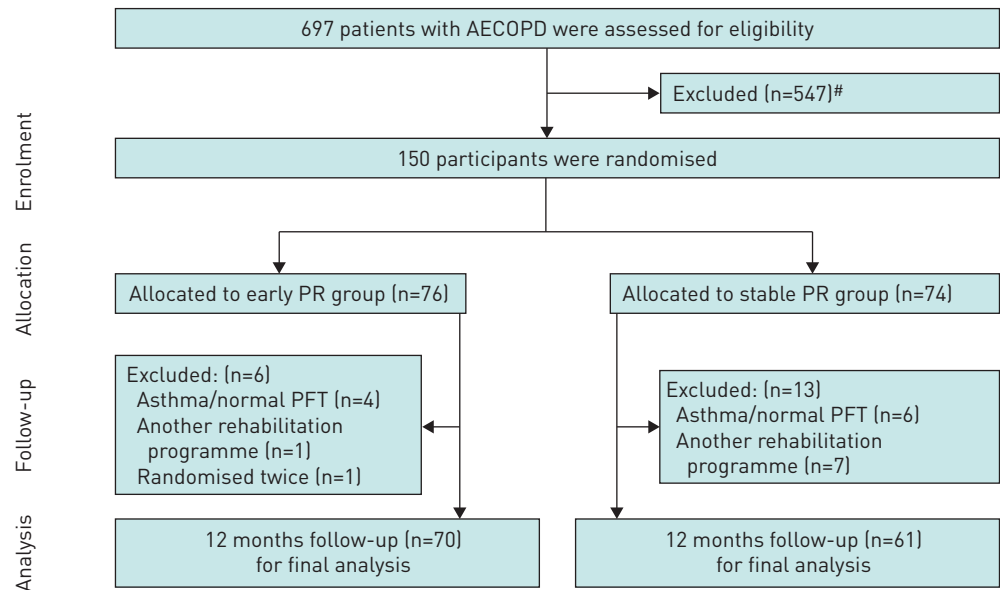 697 patients with AECOPD were assessed for eligibility
Excluded (n=547)#
Enrolment
150 participants were randomised
Allocation
Allocated to early PR group (n=76)
Allocated to stable PR group (n=74)
Follow-up
Excluded: (n=6)
Asthma/normal PFT (n=4)
Another rehabilitation
programme (n=1)
Randomised twice (n=1)
Excluded: (n=13)
Asthma/normal PFT (n=6)
Another rehabilitation
programme (n=7)
Analysis
12 months follow-up (n=70)
for final analysis
12 months follow-up (n=61)
for final analysis